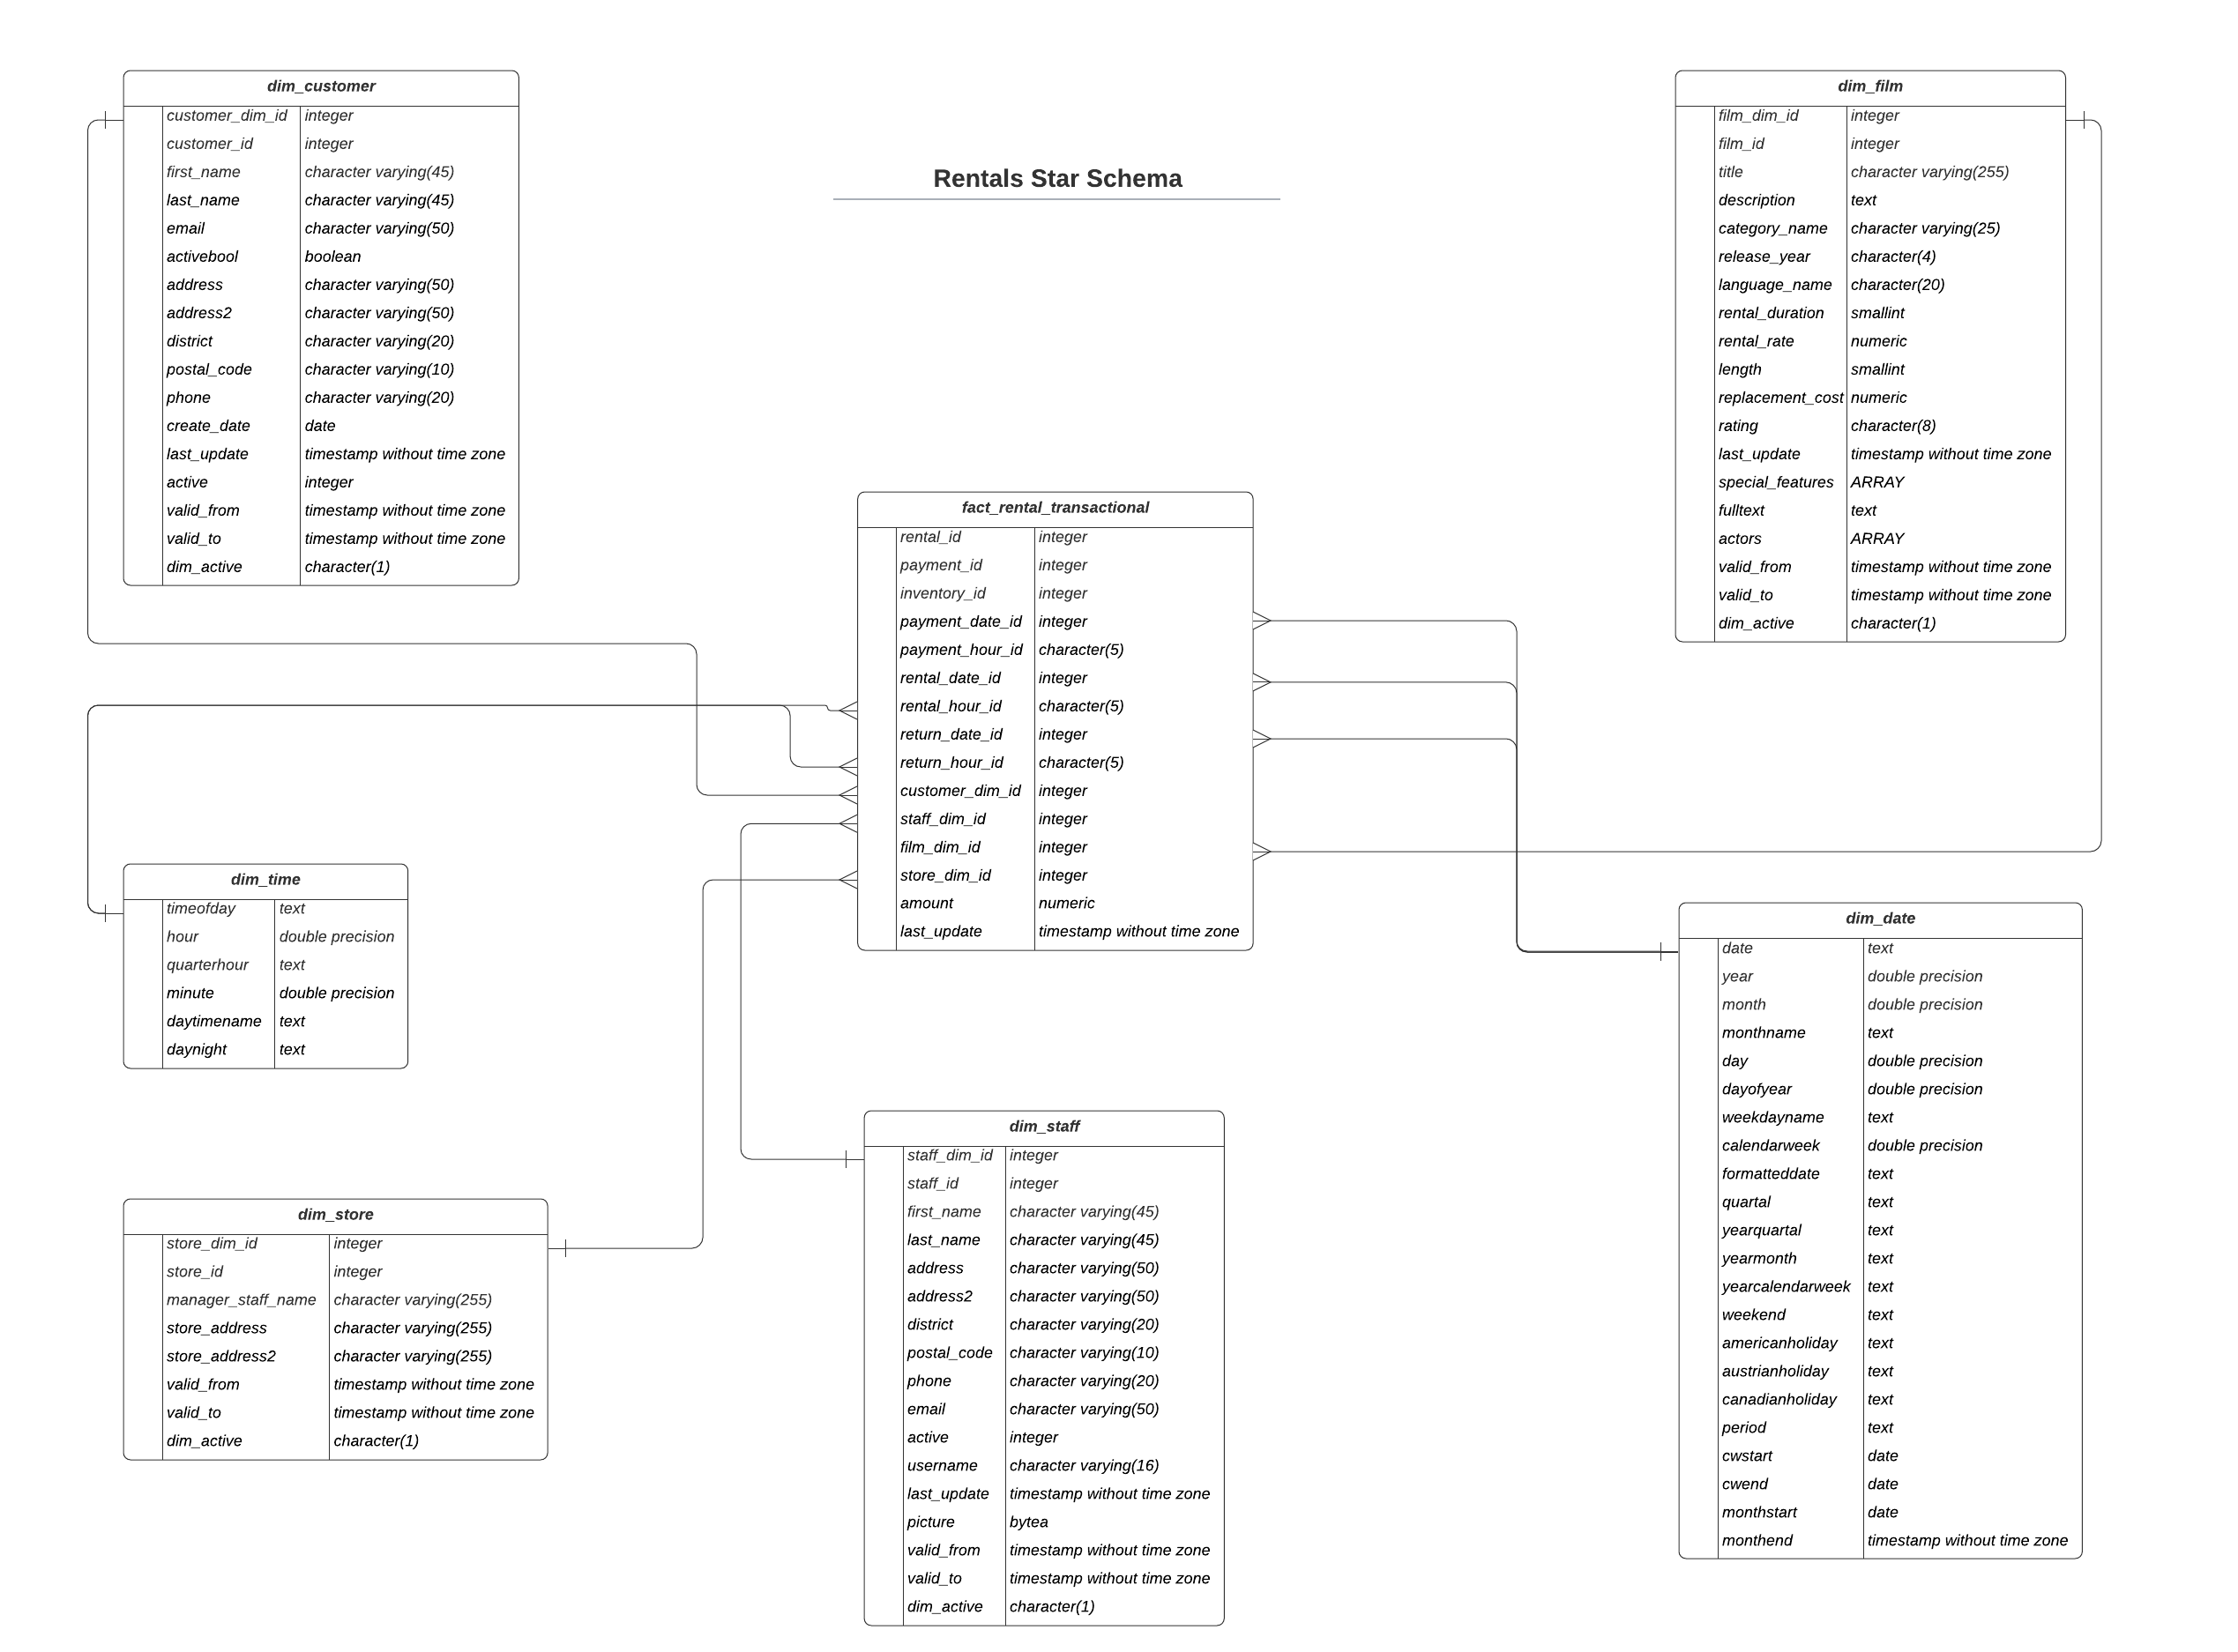 dim_customer
customer_dim_id integer
customer_id integer
first_name character varying(45)
last_name character varying(45)
email character varying(50)
activebool boolean
address character varying(50)
address2 character varying(50)
district character varying(20)
postal_code character varying(10)
phone character varying(20)
create_date date
last_update timestamp without time zone
active integer
valid_from timestamp without time zone
valid_to timestamp without time zone
dim_active character(1)
Rentals Star Schema
dim_film
film_dim_id integer
film_id integer
title character varying(255)
description text
category_name character varying(25)
release_year character(4)
language_name character(20)
rental_duration smallint
rental_rate numeric
length smallint
replacement_cost numeric
rating character(8)
last_update timestamp without time zone
special_features ARRAY
fulltext text
actors ARRAY
valid_from timestamp without time zone
valid_to timestamp without time zone
dim_active character(1)
fact_rental_transactional
rental_id integer
payment_id integer
inventory_id integer
payment_date_id integer
payment_hour_id character(5)
rental_date_id integer
rental_hour_id character(5)
return_date_id integer
return_hour_id character(5)
customer_dim_id integer
staff_dim_id integer
film_dim_id integer
store_dim_id integer
amount numeric
last_update timestamp without time zone
dim_time
timeofday text
hour double precision
quarterhour text
minute double precision
daytimename text
daynight text
dim_date
date text
year double precision
month double precision
monthname text
day double precision
dayofyear double precision
weekdayname text
calendarweek double precision
formatteddate text
quartal text
yearquartal text
yearmonth text
yearcalendarweek text
weekend text
americanholiday text
austrianholiday text
canadianholiday text
period text
cwstart date
cwend date
monthstart date
monthend timestamp without time zone
dim_staff
staff_dim_id integer
staff_id integer
first_name character varying(45)
last_name character varying(45)
address character varying(50)
address2 character varying(50)
district character varying(20)
postal_code character varying(10)
phone character varying(20)
email character varying(50)
active integer
username character varying(16)
last_update timestamp without time zone
picture bytea
valid_from timestamp without time zone
valid_to timestamp without time zone
dim_active character(1)
dim_store
store_dim_id integer
store_id integer
manager_staff_name character varying(255)
store_address character varying(255)
store_address2 character varying(255)
valid_from timestamp without time zone
valid_to timestamp without time zone
dim_active character(1)